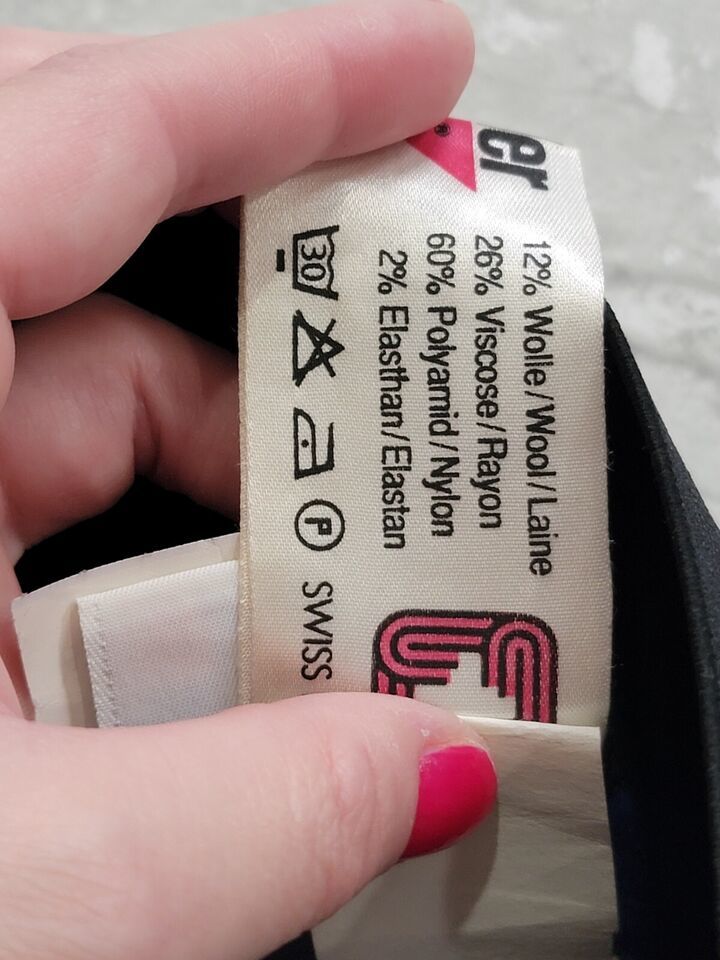 er
®
12% Wolle/Wool/Laine
26% Viscose/Rayon
60% Polyamid/Nylon
2% Elasthan/Elastan
30 P SWISS